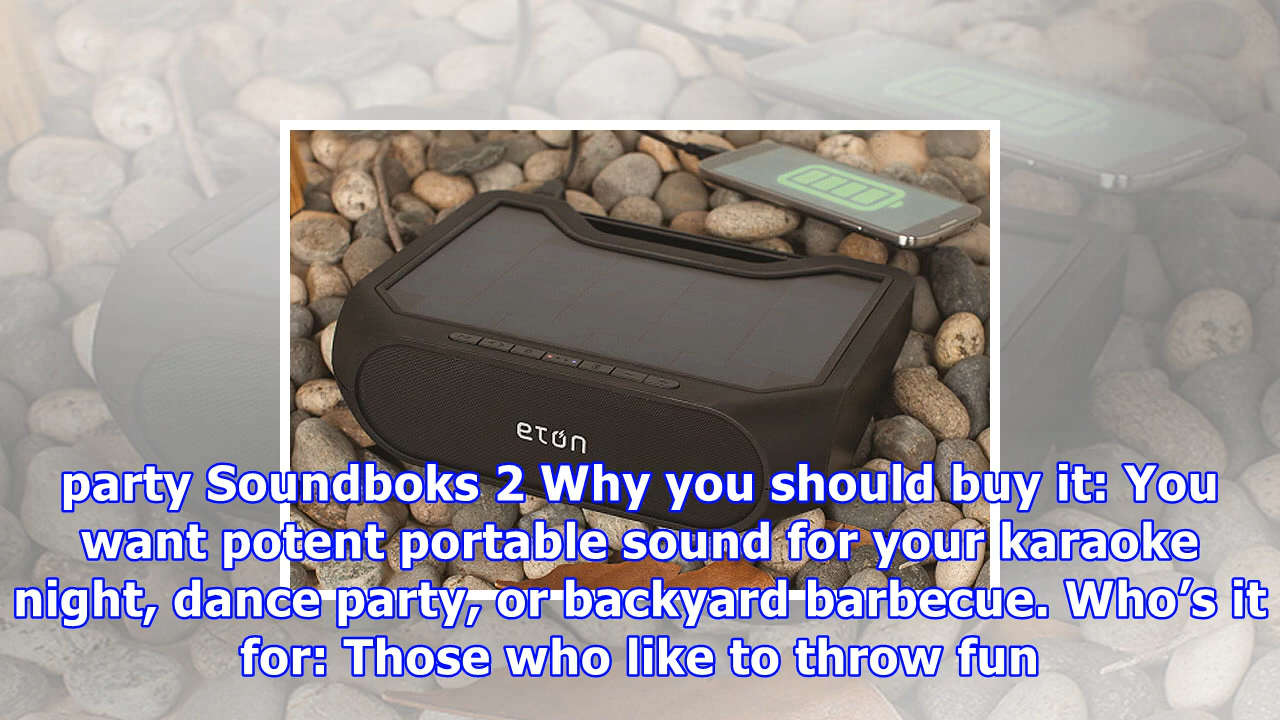 etón
party Soundboks 2 Why you should buy it: You
want potent portable sound for your karaoke
night, dance party, or backyard barbecue. Who’s it
for: Those who like to throw fun